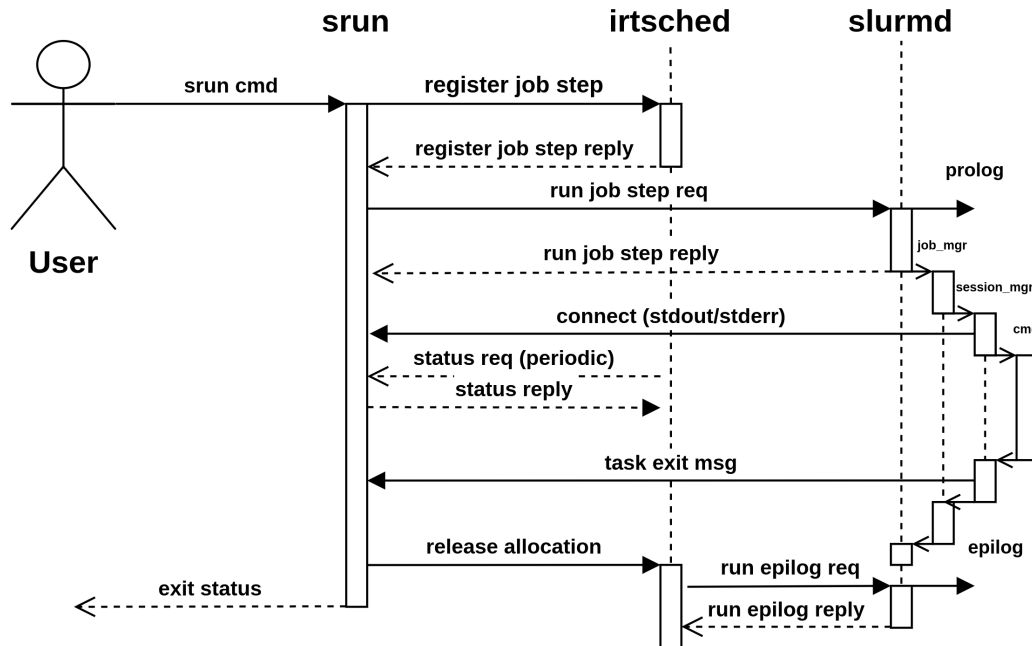 srun
irtsched
slurmd
srun cmd
register job step
register job step reply
prolog
run job step req
User
job_mgr
run job step reply
session_mgr
connect (stdout/stderr)
status req (periodic)
status reply
task exit msg
release allocation
epilog
run epilog req
exit status
run epilog reply